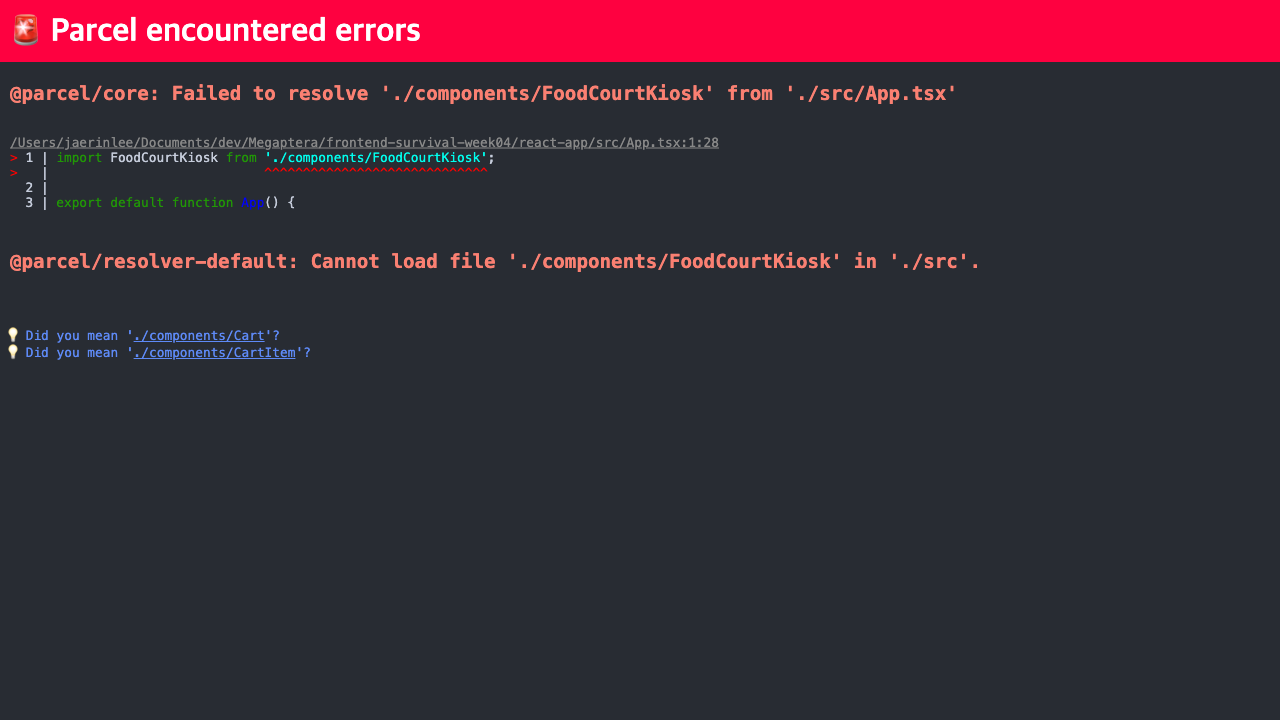 🚨 Parcel encountered errors
@parcel/core: Failed to resolve './components/FoodCourtKiosk' from './src/App.tsx'
/Users/jaerinlee/Documents/dev/Megaptera/frontend-survival-week04/react-app/src/App.tsx:1:28
> 1 | import FoodCourtKiosk from './components/FoodCourtKiosk';
>   |                            ^^^^^^^^^^^^^^^^^^^^^^^^^^^^^
  2 |
  3 | export default function App() {
@parcel/resolver-default: Cannot load file './components/FoodCourtKiosk' in './src'.
💡 Did you mean './components/Cart'?
💡 Did you mean './components/CartItem'?